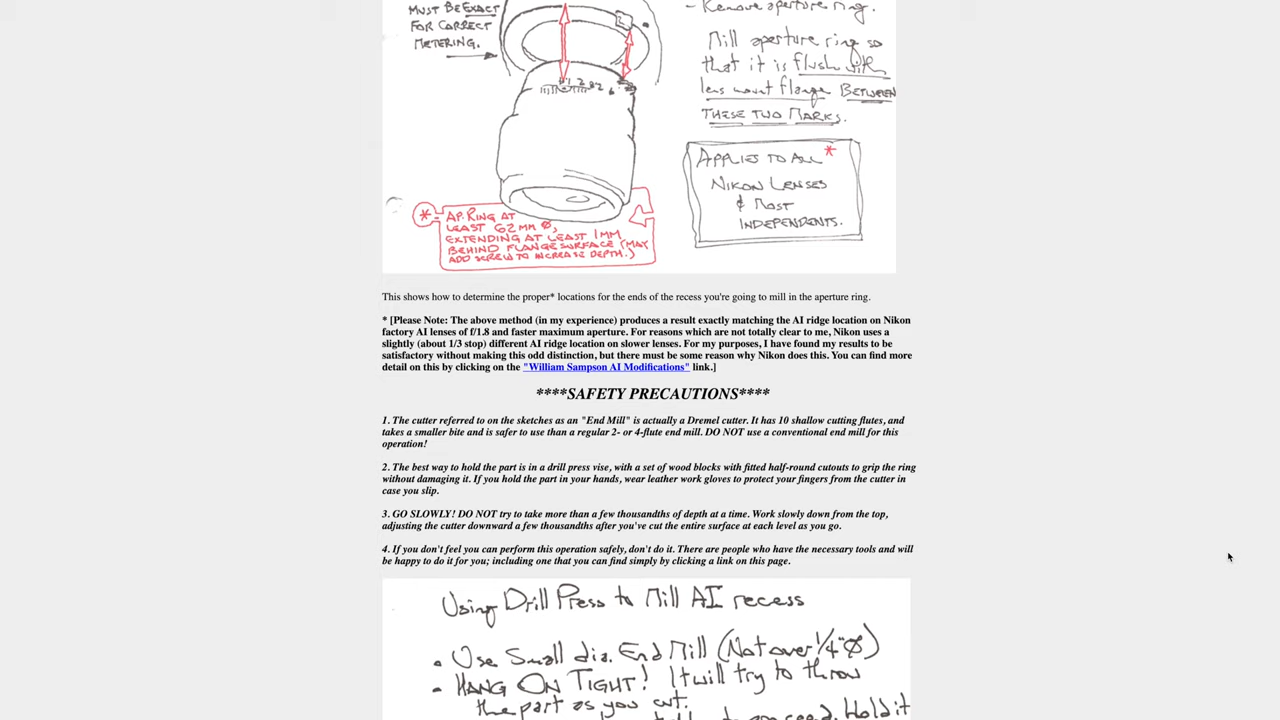 MUST BE EXACT
FOR CORRECT
METERING.
- Remove aperture ring.
Mill aperture ring so
that it is flush with
lens mount flange BETWEEN
THESE TWO MARKS.
APPLIES TO ALL *
NIKON LENSES
& MOST
INDEPENDENTS.
* = AP. RING AT
LEAST 62MM Ø,
EXTENDING AT LEAST 1MM
BEHIND FLANGE SURFACE (MAY
ADD SCREW TO INCREASE DEPTH.)
This shows how to determine the proper* locations for the ends of the recess you're going to mill in the aperture ring.
* [Please Note: The above method (in my experience) produces a result exactly matching the AI ridge location on Nikon
factory AI lenses of f/1.8 and faster maximum aperture. For reasons which are not totally clear to me, Nikon uses a
slightly (about 1/3 stop) different AI ridge location on slower lenses. For my purposes, I have found my results to be
satisfactory without making this odd distinction, but there must be some reason why Nikon does this. You can find more
detail on this by clicking on the "William Sampson AI Modifications" link.]
****SAFETY PRECAUTIONS****
1. The cutter referred to on the sketches as an "End Mill" is actually a Dremel cutter. It has 10 shallow cutting flutes, and
takes a smaller bite and is safer to use than a regular 2- or 4-flute end mill. DO NOT use a conventional end mill for this
operation!
2. The best way to hold the part is in a drill press vise, with a set of wood blocks with fitted half-round cutouts to grip the ring
without damaging it. If you hold the part in your hands, wear leather work gloves to protect your fingers from the cutter in
case you slip.
3. GO SLOWLY! DO NOT try to take more than a few thousandths of depth at a time. Work slowly down from the top,
adjusting the cutter downward a few thousandths after you've cut the entire surface at each level as you go.
4. If you don't feel you can perform this operation safely, don't do it. There are people who have the necessary tools and will
be happy to do it for you; including one that you can find simply by clicking a link on this page.
Using Drill Press to Mill AI recess
• Use Small dia. End Mill (Not over 1/4"Ø)
• HANG ON TIGHT! It will try to throw
the part as you cut.
Hold it